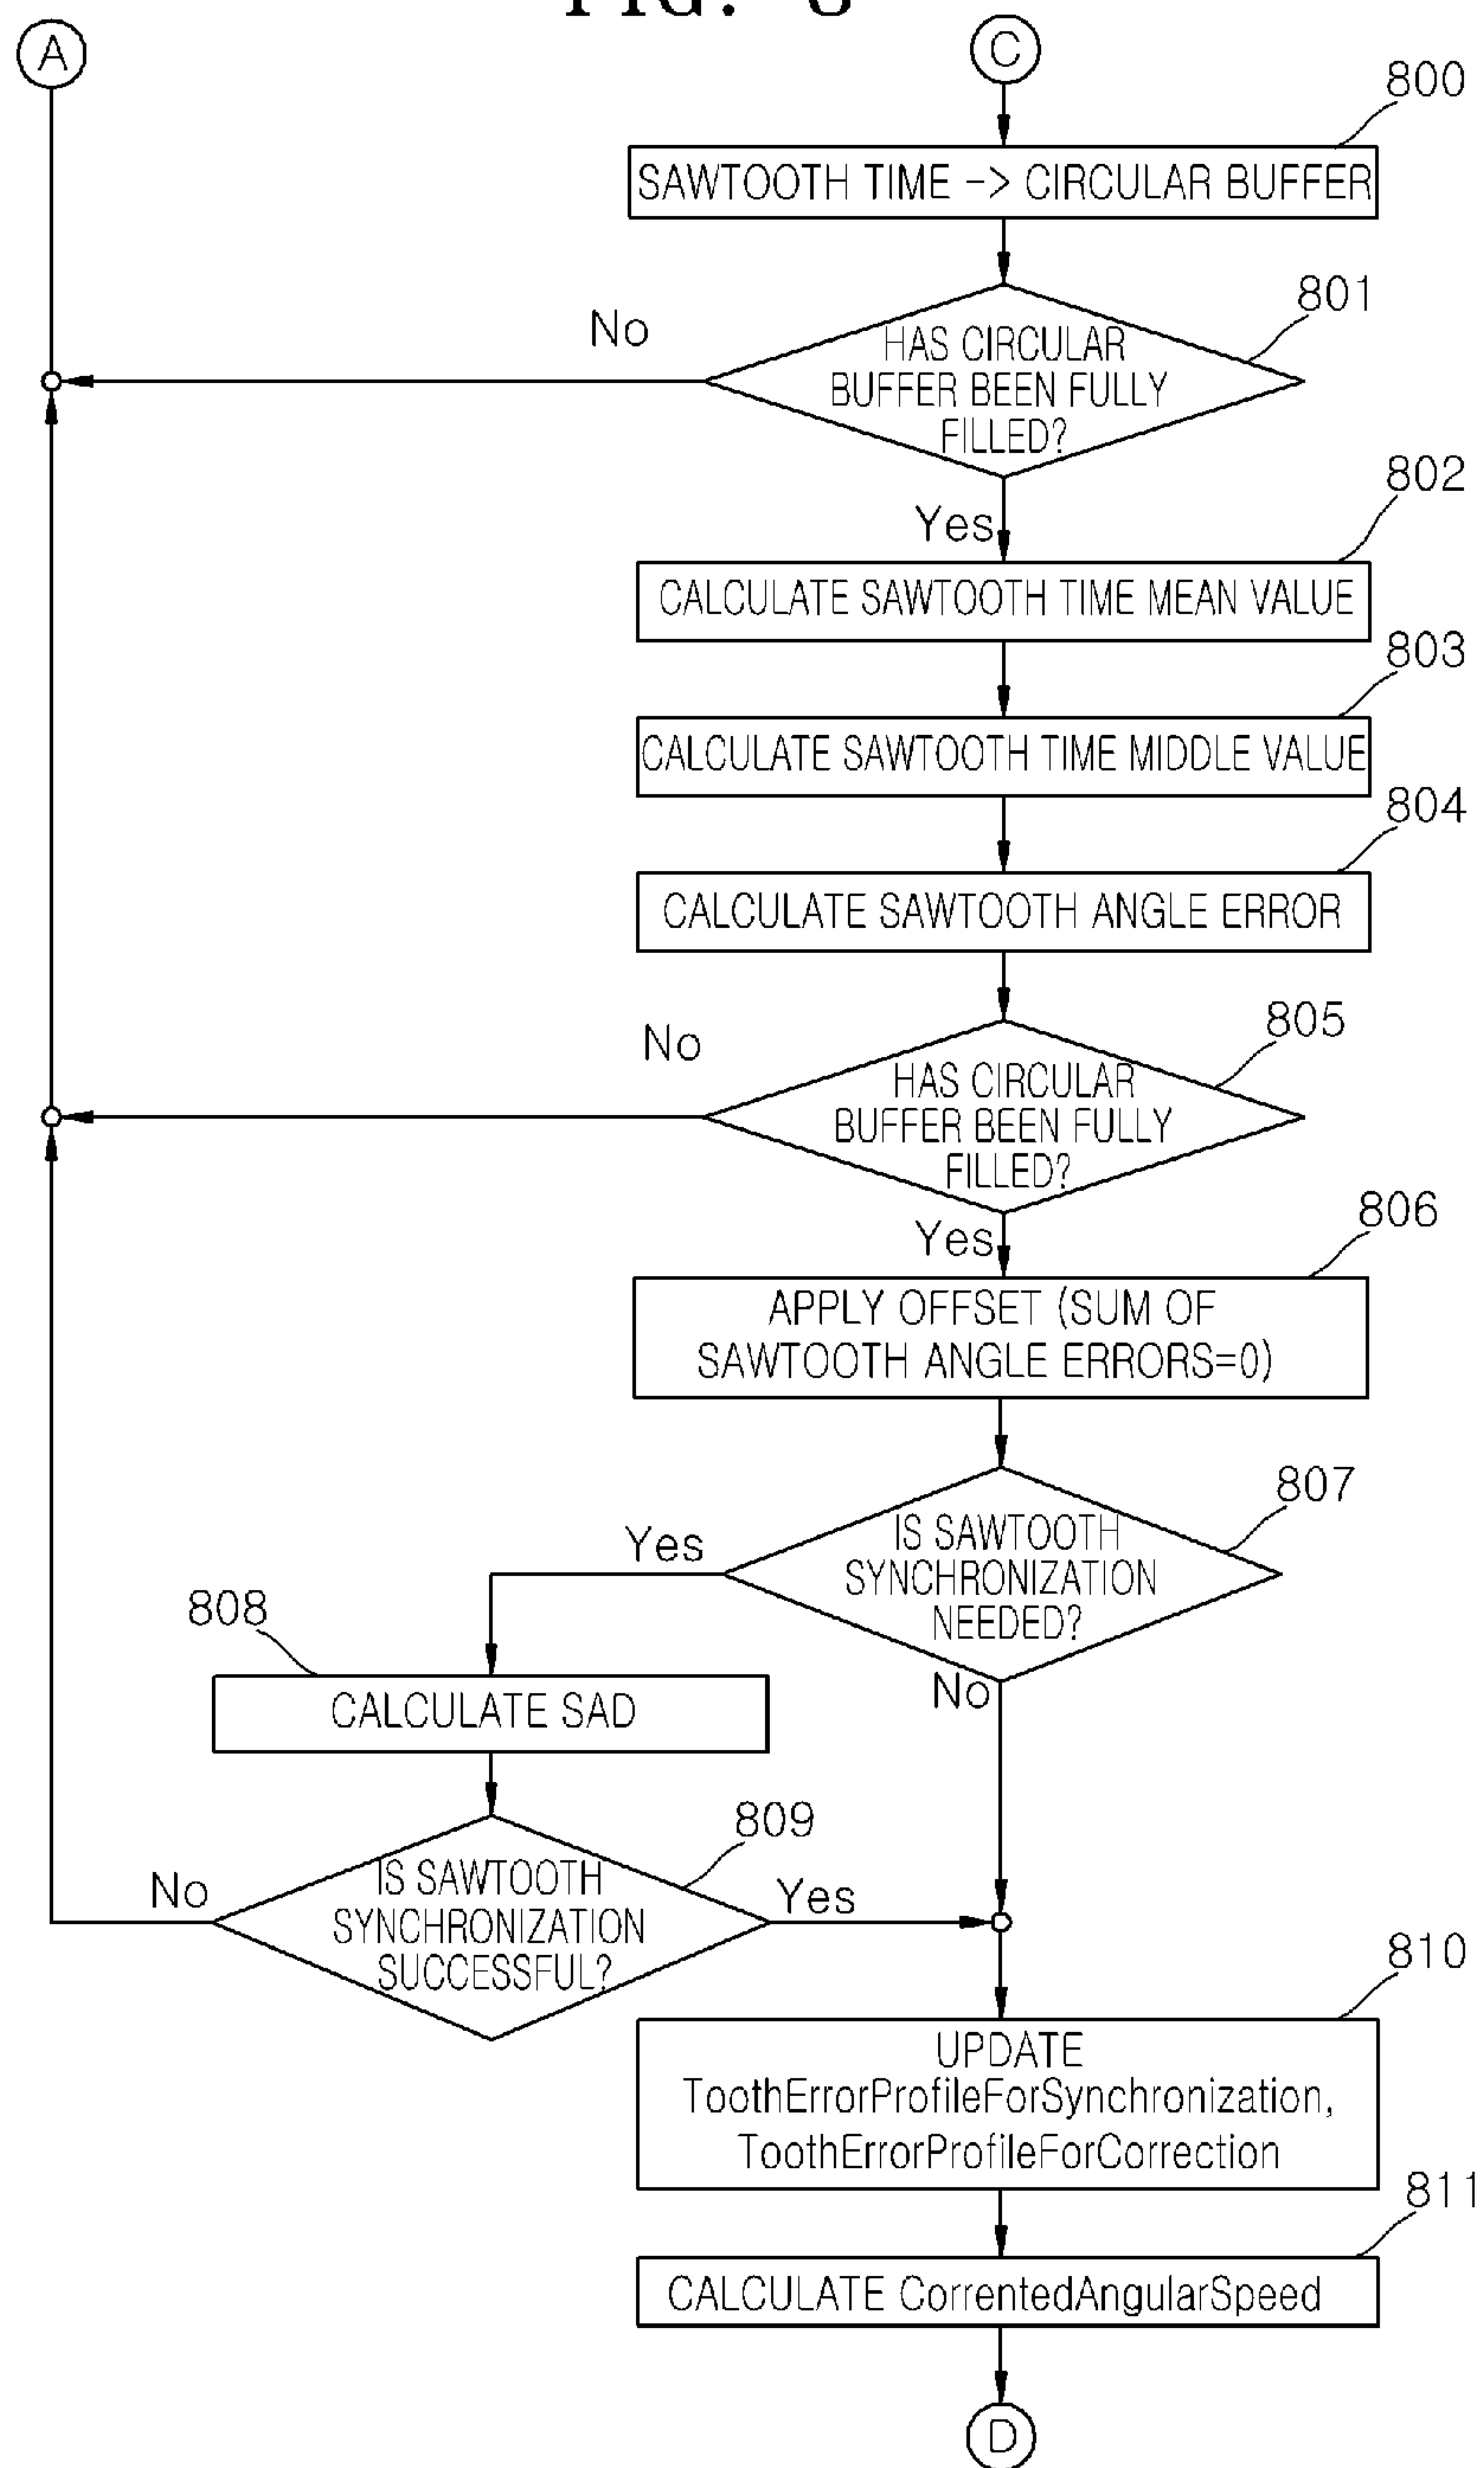 FIG. 8
A
C
800
SAWTOOTH TIME -> CIRCULAR BUFFER
801
No
HAS CIRCULAR
BUFFER BEEN FULLY
FILLED?
802
Yes
CALCULATE SAWTOOTH TIME MEAN VALUE
803
CALCULATE SAWTOOTH TIME MIDDLE VALUE
804
CALCULATE SAWTOOTH ANGLE ERROR
805
No
HAS CIRCULAR
BUFFER BEEN FULLY
FILLED?
806
Yes
APPLY OFFSET (SUM OF
SAWTOOTH ANGLE ERRORS=0)
807
Yes
IS SAWTOOTH
SYNCHRONIZATION
NEEDED?
808
No
CALCULATE SAD
809
No
IS SAWTOOTH
SYNCHRONIZATION
SUCCESSFUL?
Yes
810
UPDATE
ToothErrorProfileForSynchronization,
ToothErrorProfileForCorrection
811
CALCULATE CorrentedAngularSpeed
D